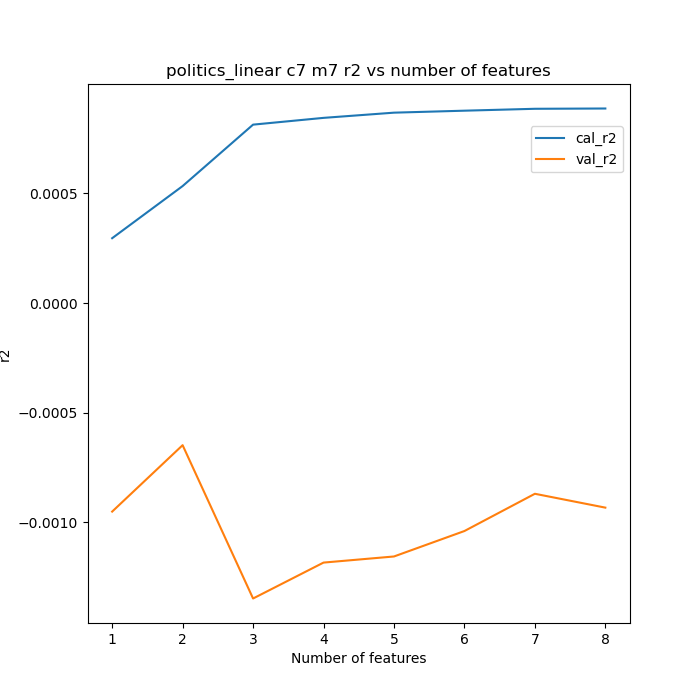 politics_linear c7 m7 r2 vs number of features
cal_r2
val_r2
0.0005
0.0000
−0.0005
−0.0010
r2
1 2 3 4 5 6 7 8
Number of features